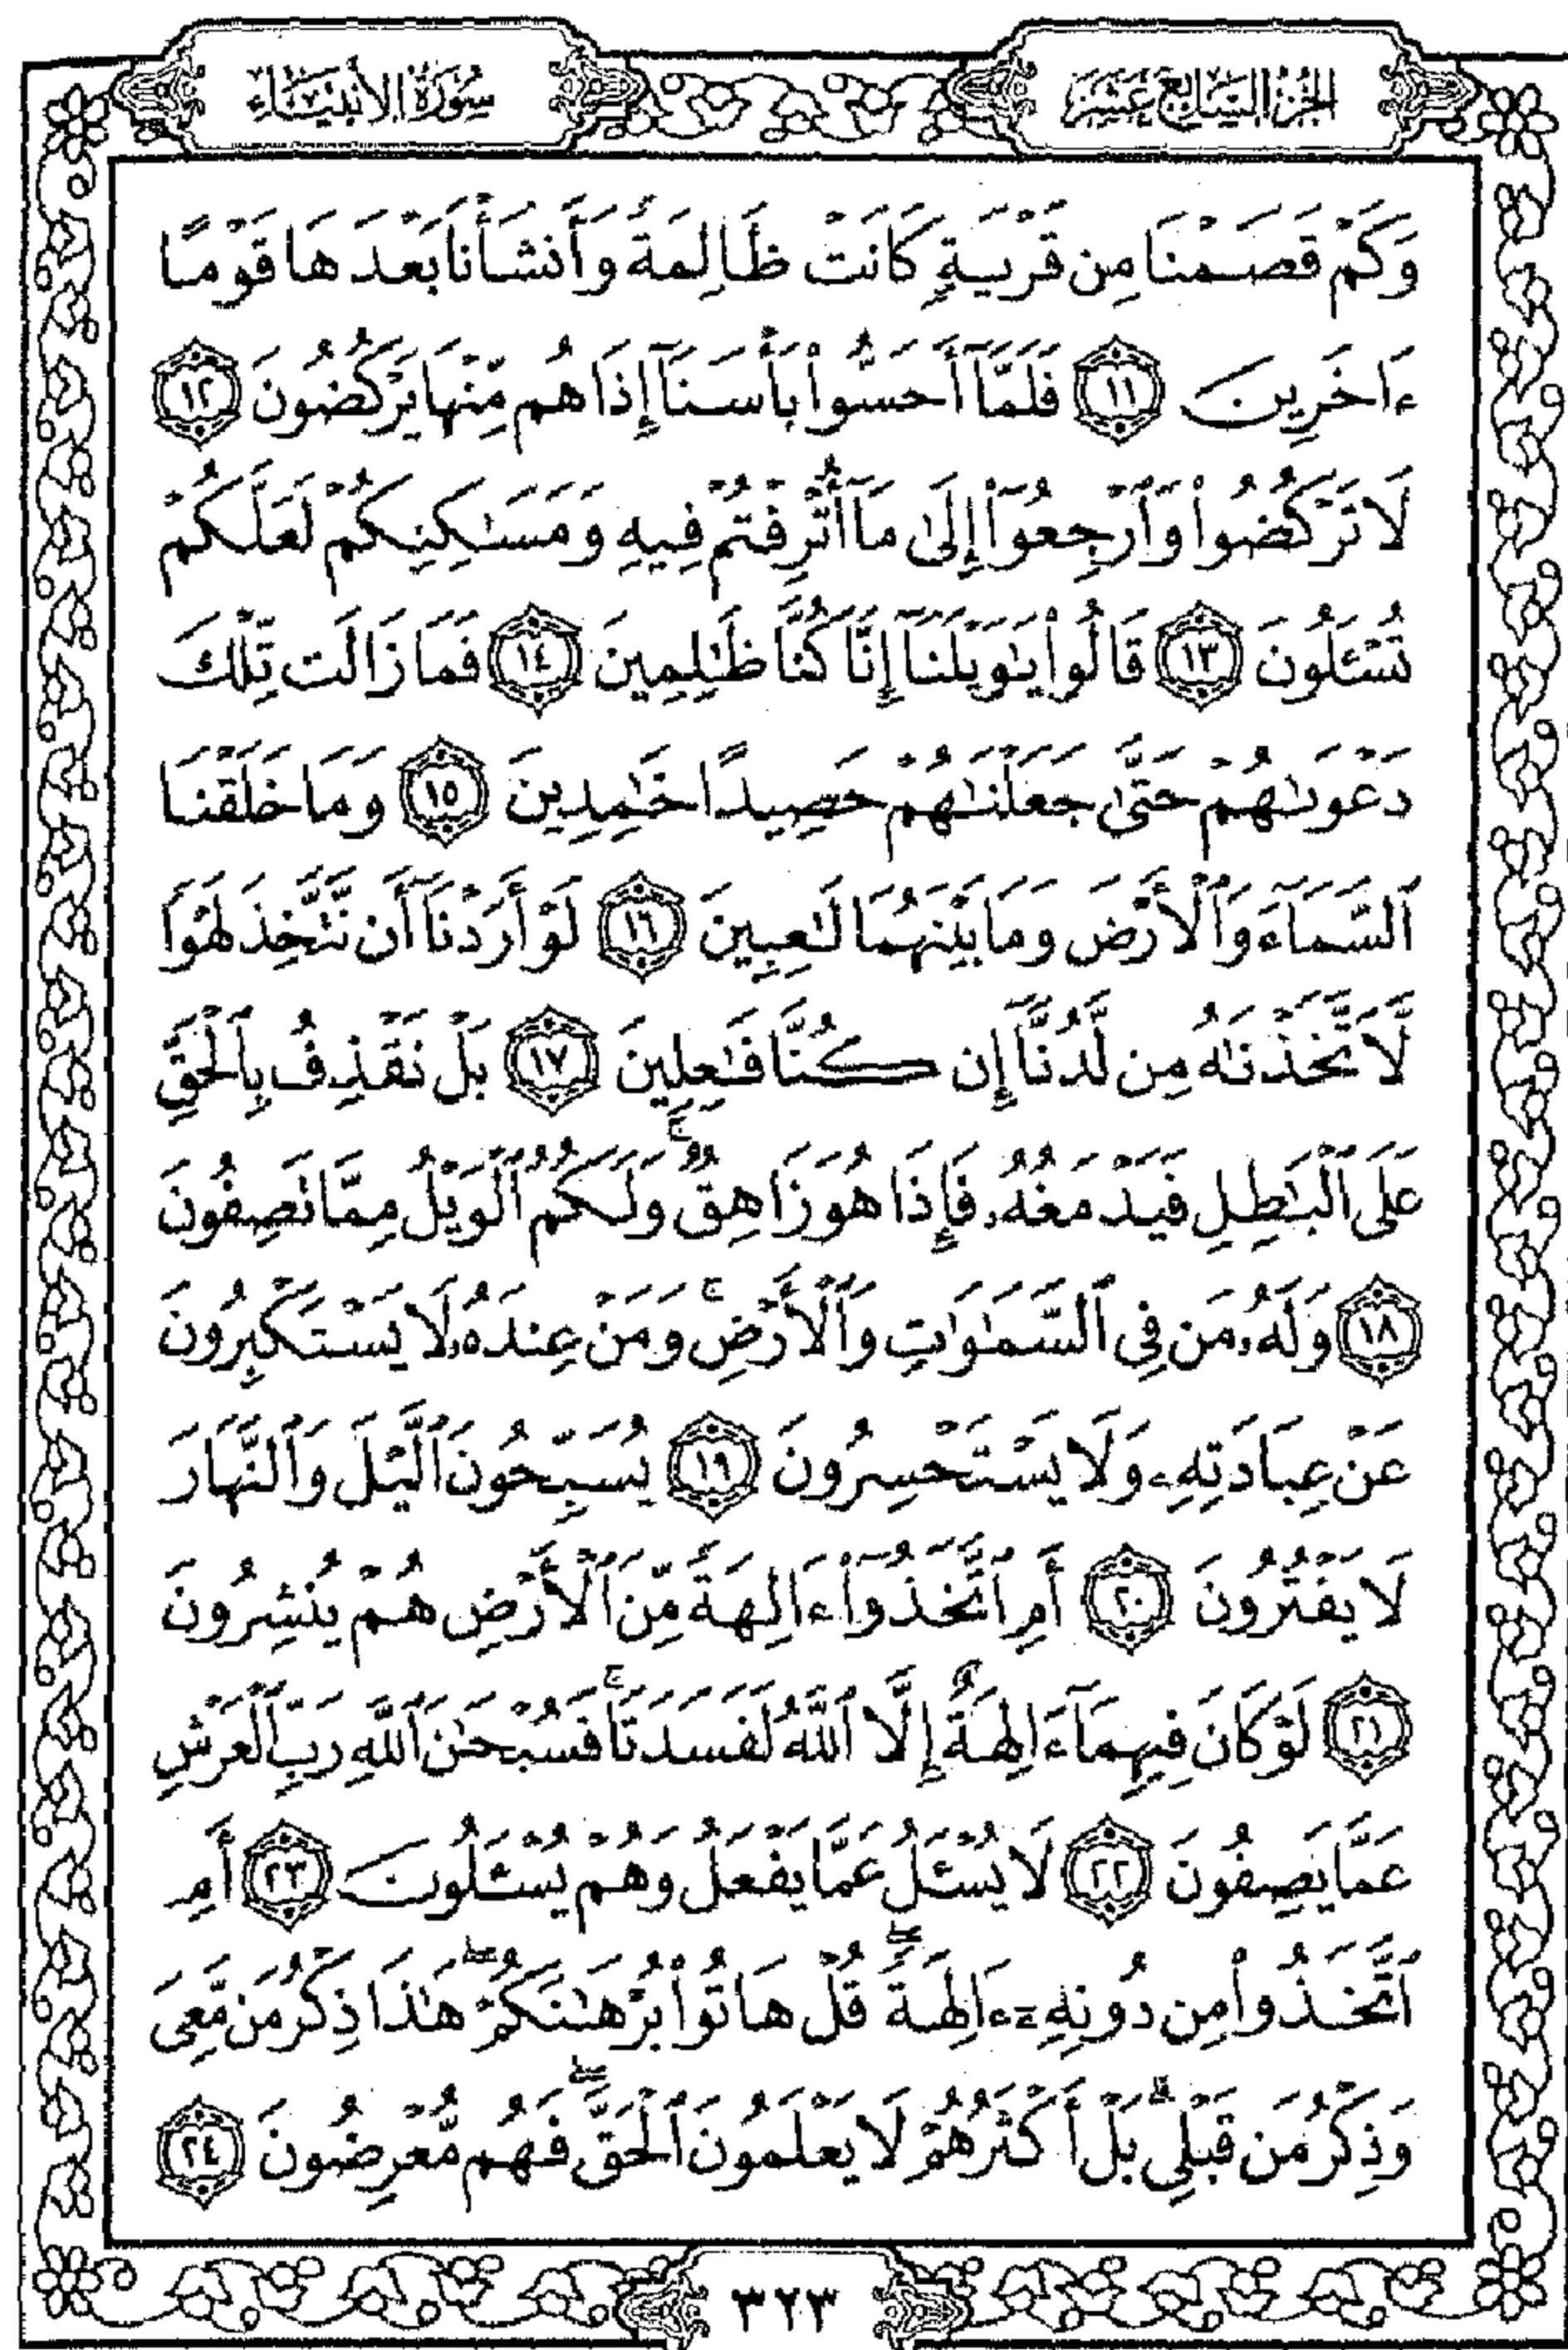 الجزء السابع عشر
سورة الأنبياء
وَكَمْ قَصَمْنَا مِن قَرْيَةٍ كَانَتْ ظَالِمَةً وَأَنشَأْنَا بَعْدَهَا قَوْمًا
ءَاخَرِينَ ﴿١١﴾ فَلَمَّآ أَحَسُّوا۟ بَأْسَنَآ إِذَا هُم مِّنْهَا يَرْكُضُونَ ﴿١٢﴾
لَا تَرْكُضُوا۟ وَٱرْجِعُوٓا۟ إِلَىٰ مَآ أُتْرِفْتُمْ فِيهِ وَمَسَـٰكِنِكُمْ لَعَلَّكُمْ
تُسْـَٔلُونَ ﴿١٣﴾ قَالُوا۟ يَـٰوَيْلَنَآ إِنَّا كُنَّا ظَـٰلِمِينَ ﴿١٤﴾ فَمَا زَالَت تِّلْكَ
دَعْوَىٰهُمْ حَتَّىٰ جَعَلْنَـٰهُمْ حَصِيدًا خَـٰمِدِينَ ﴿١٥﴾ وَمَا خَلَقْنَا
ٱلسَّمَآءَ وَٱلْأَرْضَ وَمَا بَيْنَهُمَا لَـٰعِبِينَ ﴿١٦﴾ لَوْ أَرَدْنَآ أَن نَّتَّخِذَ لَهْوًا
لَّٱتَّخَذْنَـٰهُ مِن لَّدُنَّآ إِن كُنَّا فَـٰعِلِينَ ﴿١٧﴾ بَلْ نَقْذِفُ بِٱلْحَقِّ
عَلَى ٱلْبَـٰطِلِ فَيَدْمَغُهُۥ فَإِذَا هُوَ زَاهِقٌ ۚ وَلَكُمُ ٱلْوَيْلُ مِمَّا نَصِفُونَ
﴿١٨﴾ وَلَهُۥ مَن فِى ٱلسَّمَـٰوَٰتِ وَٱلْأَرْضِ ۚ وَمَنْ عِندَهُۥ لَا يَسْتَكْبِرُونَ
عَنْ عِبَادَتِهِۦ وَلَا يَسْتَحْسِرُونَ ﴿١٩﴾ يُسَبِّحُونَ ٱلَّيْلَ وَٱلنَّهَارَ
لَا يَفْتُرُونَ ﴿٢٠﴾ أَمِ ٱتَّخَذُوٓا۟ ءَالِهَةً مِّنَ ٱلْأَرْضِ هُمْ يُنشِرُونَ
﴿٢١﴾ لَوْ كَانَ فِيهِمَآ ءَالِهَةٌ إِلَّا ٱللَّهُ لَفَسَدَتَا ۚ فَسُبْحَـٰنَ ٱللَّهِ رَبِّ ٱلْعَرْشِ
عَمَّا يَصِفُونَ ﴿٢٢﴾ لَا يُسْـَٔلُ عَمَّا يَفْعَلُ وَهُمْ يُسْـَٔلُونَ ﴿٢٣﴾ أَمِ
ٱتَّخَذُوا۟ مِن دُونِهِۦٓ ءَالِهَةً ۖ قُلْ هَاتُوا۟ بُرْهَـٰنَكُمْ ۖ هَـٰذَا ذِكْرُ مَن مَّعِىَ
وَذِكْرُ مَن قَبْلِى ۗ بَلْ أَكْثَرُهُمْ لَا يَعْلَمُونَ ٱلْحَقَّ ۖ فَهُم مُّعْرِضُونَ ﴿٢٤﴾
٣٢٣